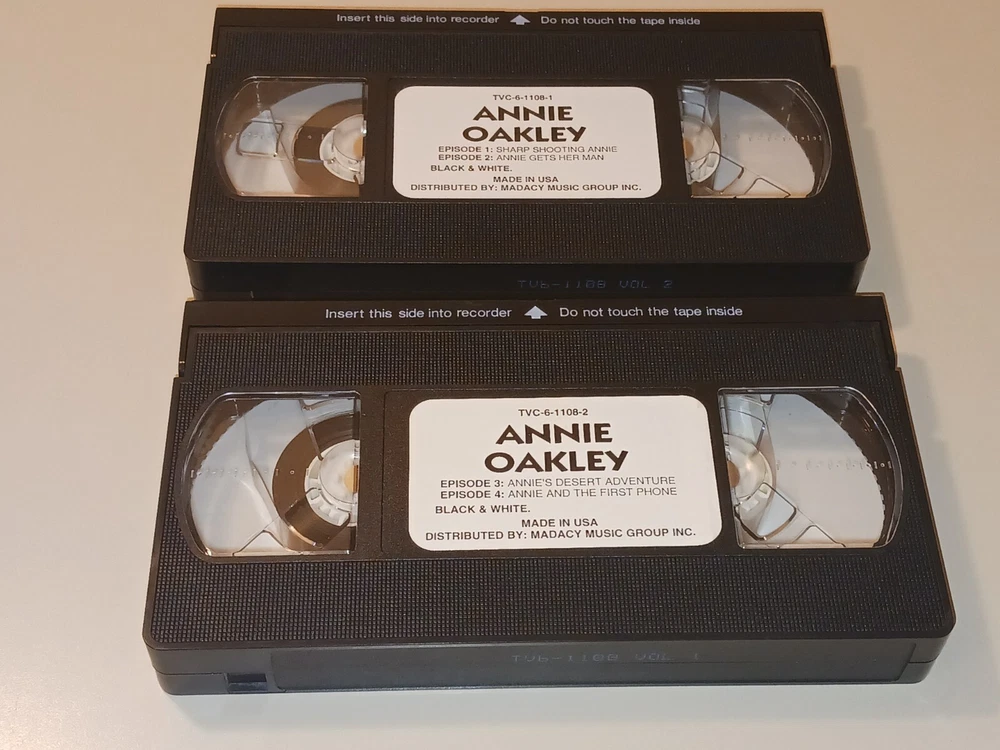 Insert this side into recorder Do not touch the tape inside
TVC-6-1108-1
ANNIE
OAKLEY
EPISODE 1: SHARP SHOOTING ANNIE
EPISODE 2: ANNIE GETS HER MAN
BLACK & WHITE.
MADE IN USA
DISTRIBUTED BY: MADACY MUSIC GROUP INC.
TV6-1108 VOL 2
Insert this side into recorder Do not touch the tape inside
TVC-6-1108-2
ANNIE
OAKLEY
EPISODE 3: ANNIE'S DESERT ADVENTURE
EPISODE 4: ANNIE AND THE FIRST PHONE
BLACK & WHITE.
MADE IN USA
DISTRIBUTED BY: MADACY MUSIC GROUP INC.
TV6-1108 VOL 1